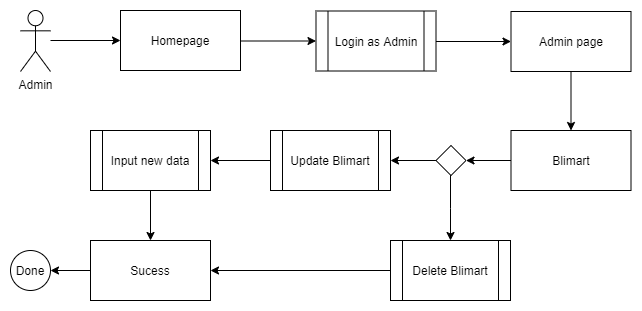 Homepage
Login as Admin
Admin page
Admin
Input new data
Update Blimart
Blimart
Done
Sucess
Delete Blimart